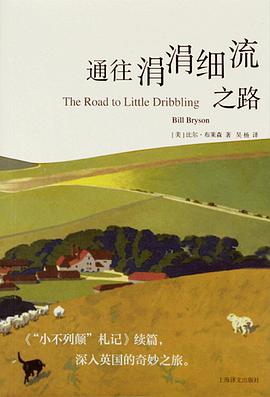 通往涓涓细流
之路
The Road to Little Dribbling
Bill Bryson
[美]比尔·布莱森 著 吴杨 译
《“小不列颠”札记》续篇，
深入英国的奇妙之旅。
上海译文出版社